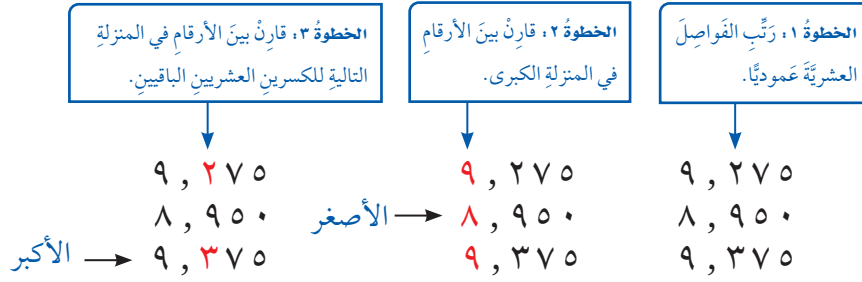 الخطوةُ ١: رَتِّبِ الفَواصِلَ
العشريَّةَ عَموديًّا.
٩,٢٧٥
٨,٩٥٠
٩,٣٧٥
الخطوةُ ٢: قارِنْ بينَ الأرقامِ
في المنزلةِ الكبرى.
٩,٢٧٥
٨,٩٥٠ ← الأصغر
٩,٣٧٥
الخطوةُ ٣: قارِنْ بينَ الأرقامِ في المنزلةِ
التاليةِ للكسرينِ العشريينِ الباقيينِ.
٩,٢٧٥
٨,٩٥٠
٩,٣٧٥ ← الأكبر